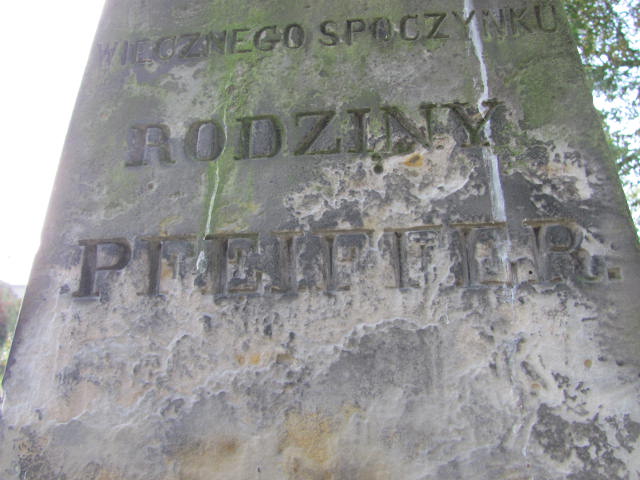 WIECZNEGO SPOCZYNKU
RODZINY
PFEIFFER.